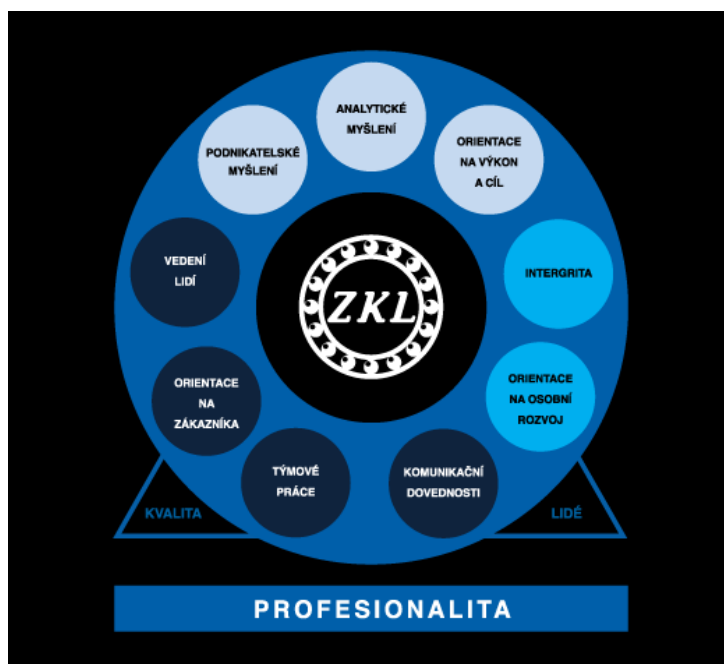 ANALYTICKÉ
MYŠLENÍ
ORIENTACE
NA VÝKON
A CÍL
PODNIKATELSKÉ
MYŠLENÍ
VEDENÍ
LIDÍ
ZKL
INTERGRITA
ORIENTACE
NA
ZÁKAZNÍKA
ORIENTACE
NA OSOBNÍ
ROZVOJ
TÝMOVÉ
PRÁCE
KOMUNIKAČNÍ
DOVEDNOSTI
KVALITA
LIDÉ
PROFESIONALITA